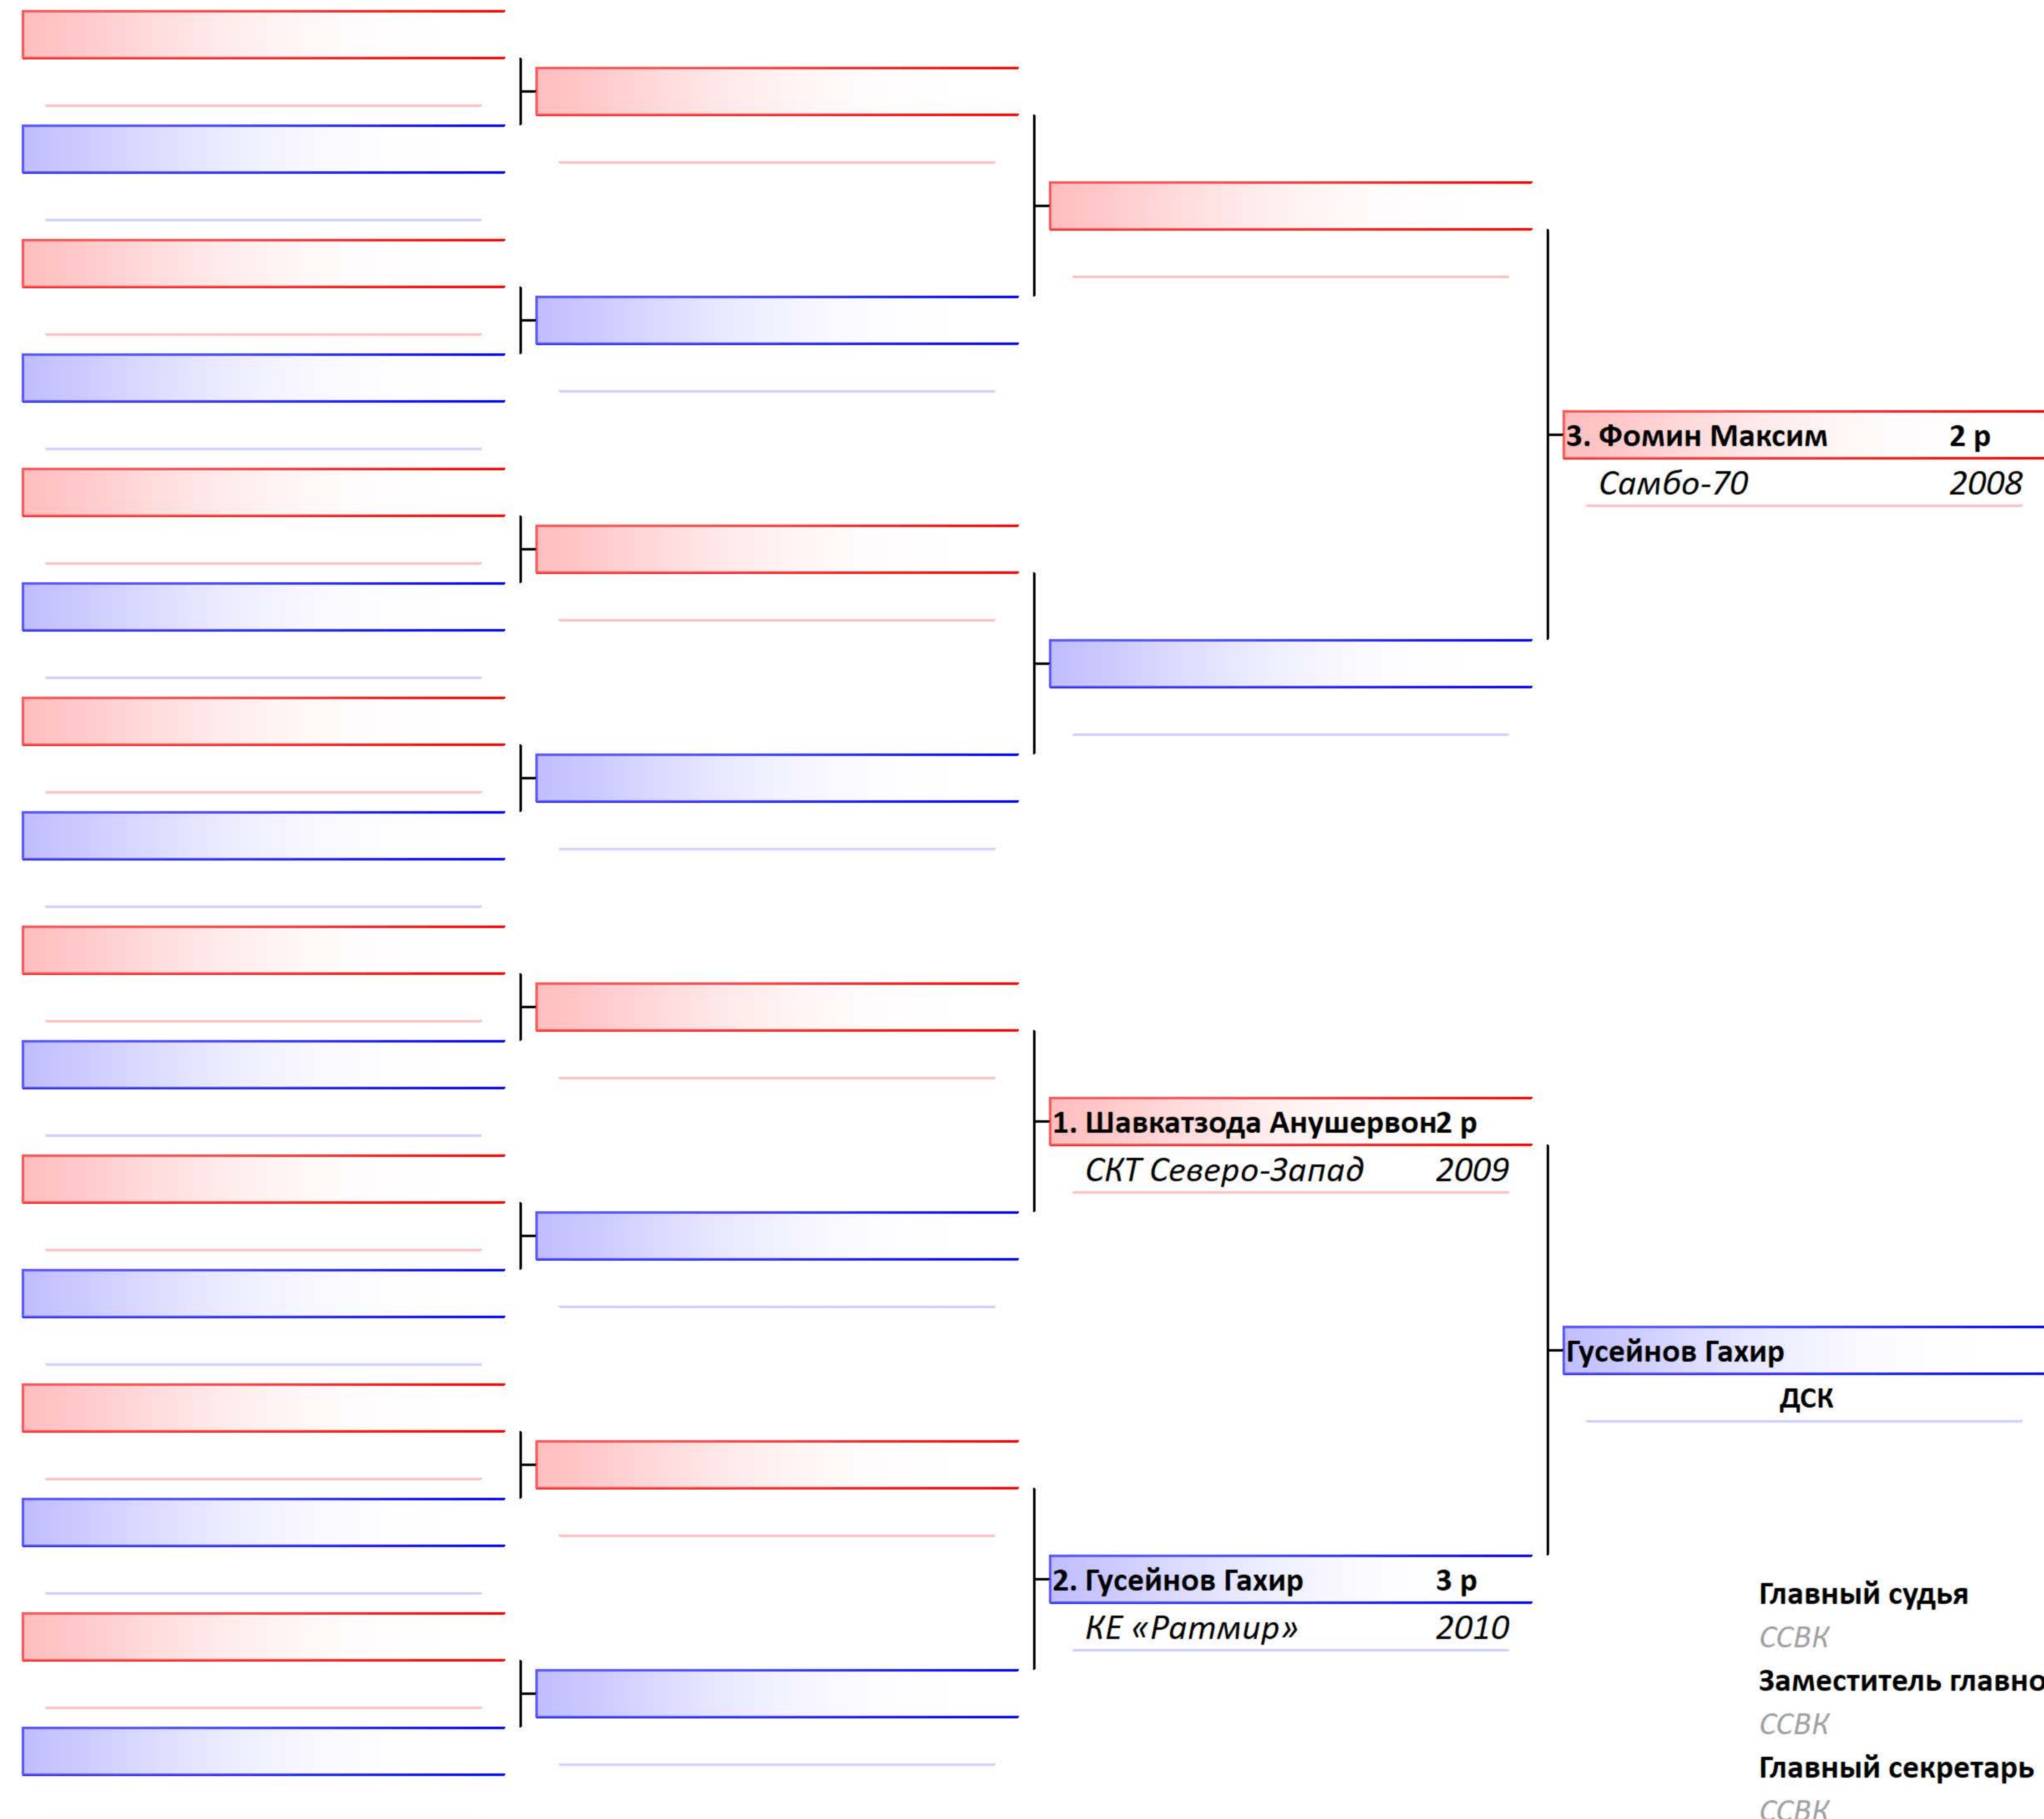 3. Фомин Максим 2 р
Самбо-70 2008
1. Шавкатзода Анушервон2 р
СКТ Северо-Запад 2009
Гусейнов Гахир
ДСК
2. Гусейнов Гахир 3 р
КЕ «Ратмир» 2010
Главный судья
ССВК
Заместитель главно
ССВК
Главный секретарь
ССВК